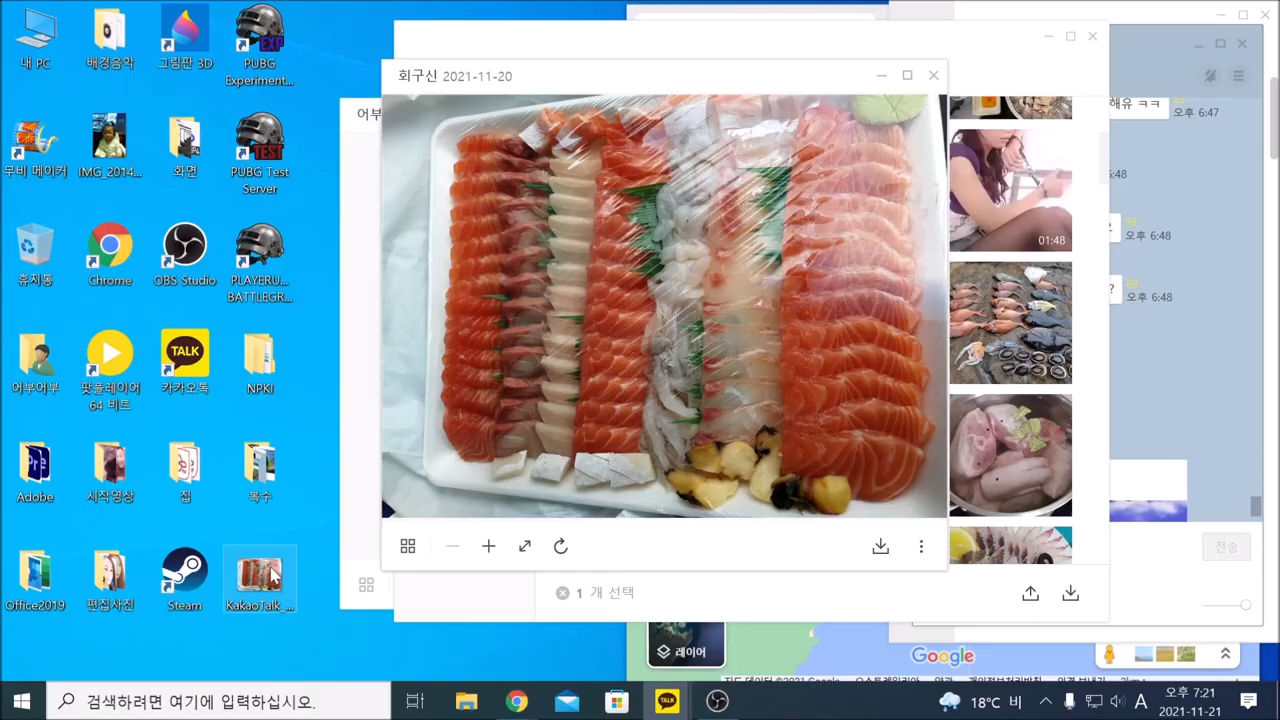 내 PC
배경음악
그림판 3D
PUBG
Experiment...
무비 메이커
IMG_2014...
화면
PUBG Test
Server
휴지통
Chrome
OBS Studio
PLAYERU...
BATTLEGR...
어부어부
팟플레이어
64 비트
카카오톡
NPKI
Adobe
시작영상
집
복수
Office2019
편집사진
Steam
KakaoTalk_...
어부
회구신 2021-11-20
01:48
1 개 선택
해유 ㅋㅋ
오후 6:47
6:48
오후 6:48
?
오후 6:48
전송
레이어
Google
검색하려면 여기에 입력하십시오.
TALK
18°C 비
A
오후 7:21
2021-11-21